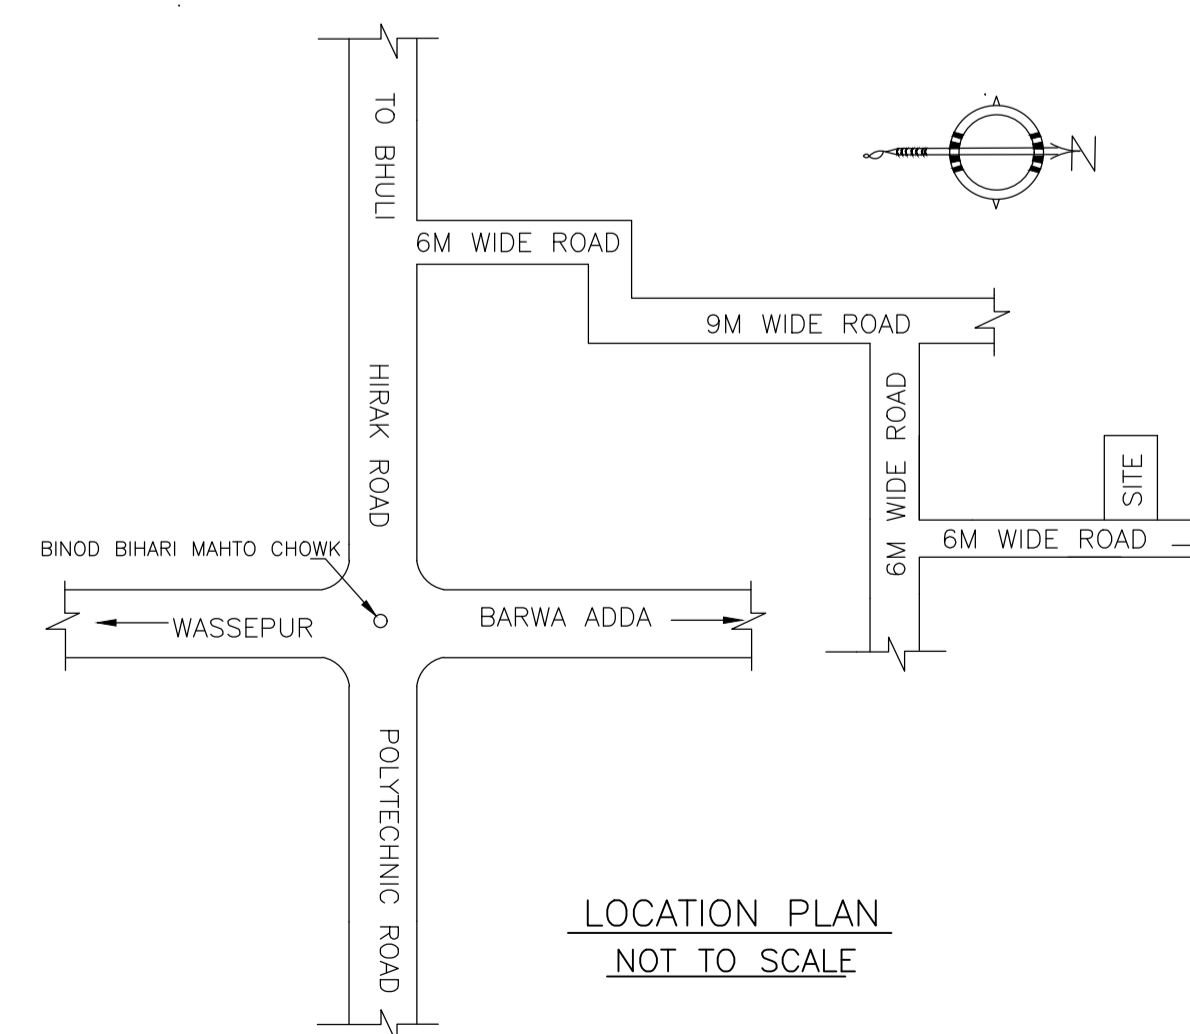 TO BHULI
N
6M WIDE ROAD
9M WIDE ROAD
HIRAK ROAD
6M WIDE ROAD
SITE
6M WIDE ROAD
BINOD BIHARI MAHTO CHOWK
WASSEPUR
BARWA ADDA
POLYTECHNIC ROAD
LOCATION PLAN
NOT TO SCALE